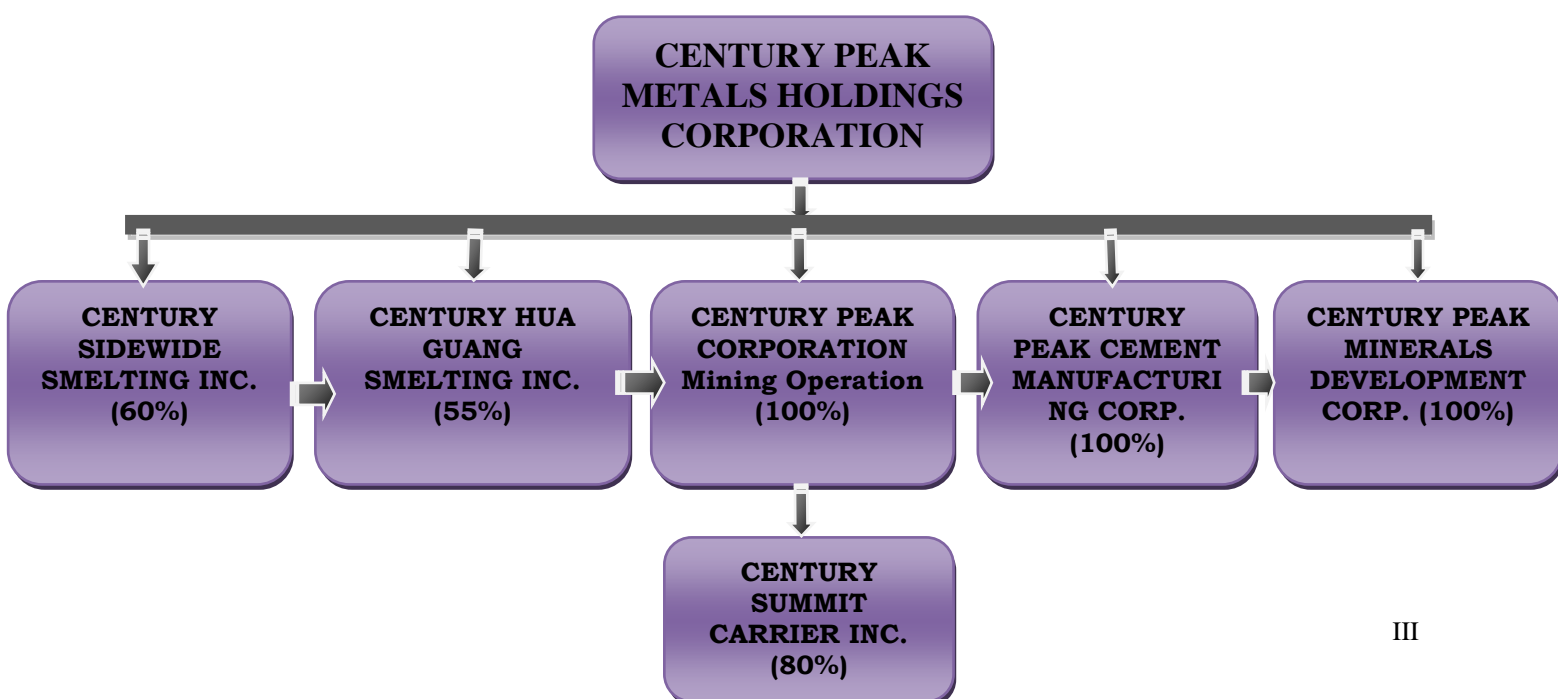 CENTURY PEAK
METALS HOLDINGS
CORPORATION
CENTURY
SIDEWIDE
SMELTING INC.
(60%)
CENTURY HUA
GUANG
SMELTING INC.
(55%)
CENTURY PEAK
CORPORATION
Mining Operation
(100%)
CENTURY
PEAK CEMENT
MANUFACTURI
NG CORP.
(100%)
CENTURY PEAK
MINERALS
DEVELOPMENT
CORP. (100%)
CENTURY
SUMMIT
CARRIER INC.
(80%)
III